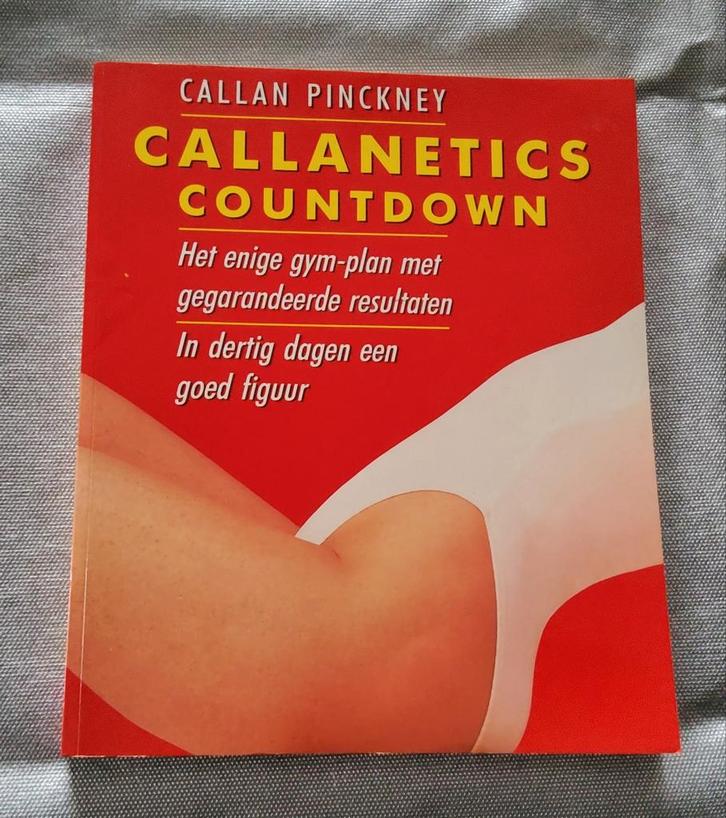 CALLAN PINCKNEY
CALLANETICS
COUNTDOWN
Het enige gym-plan met
gegarandeerde resultaten
In dertig dagen een
goed figuur